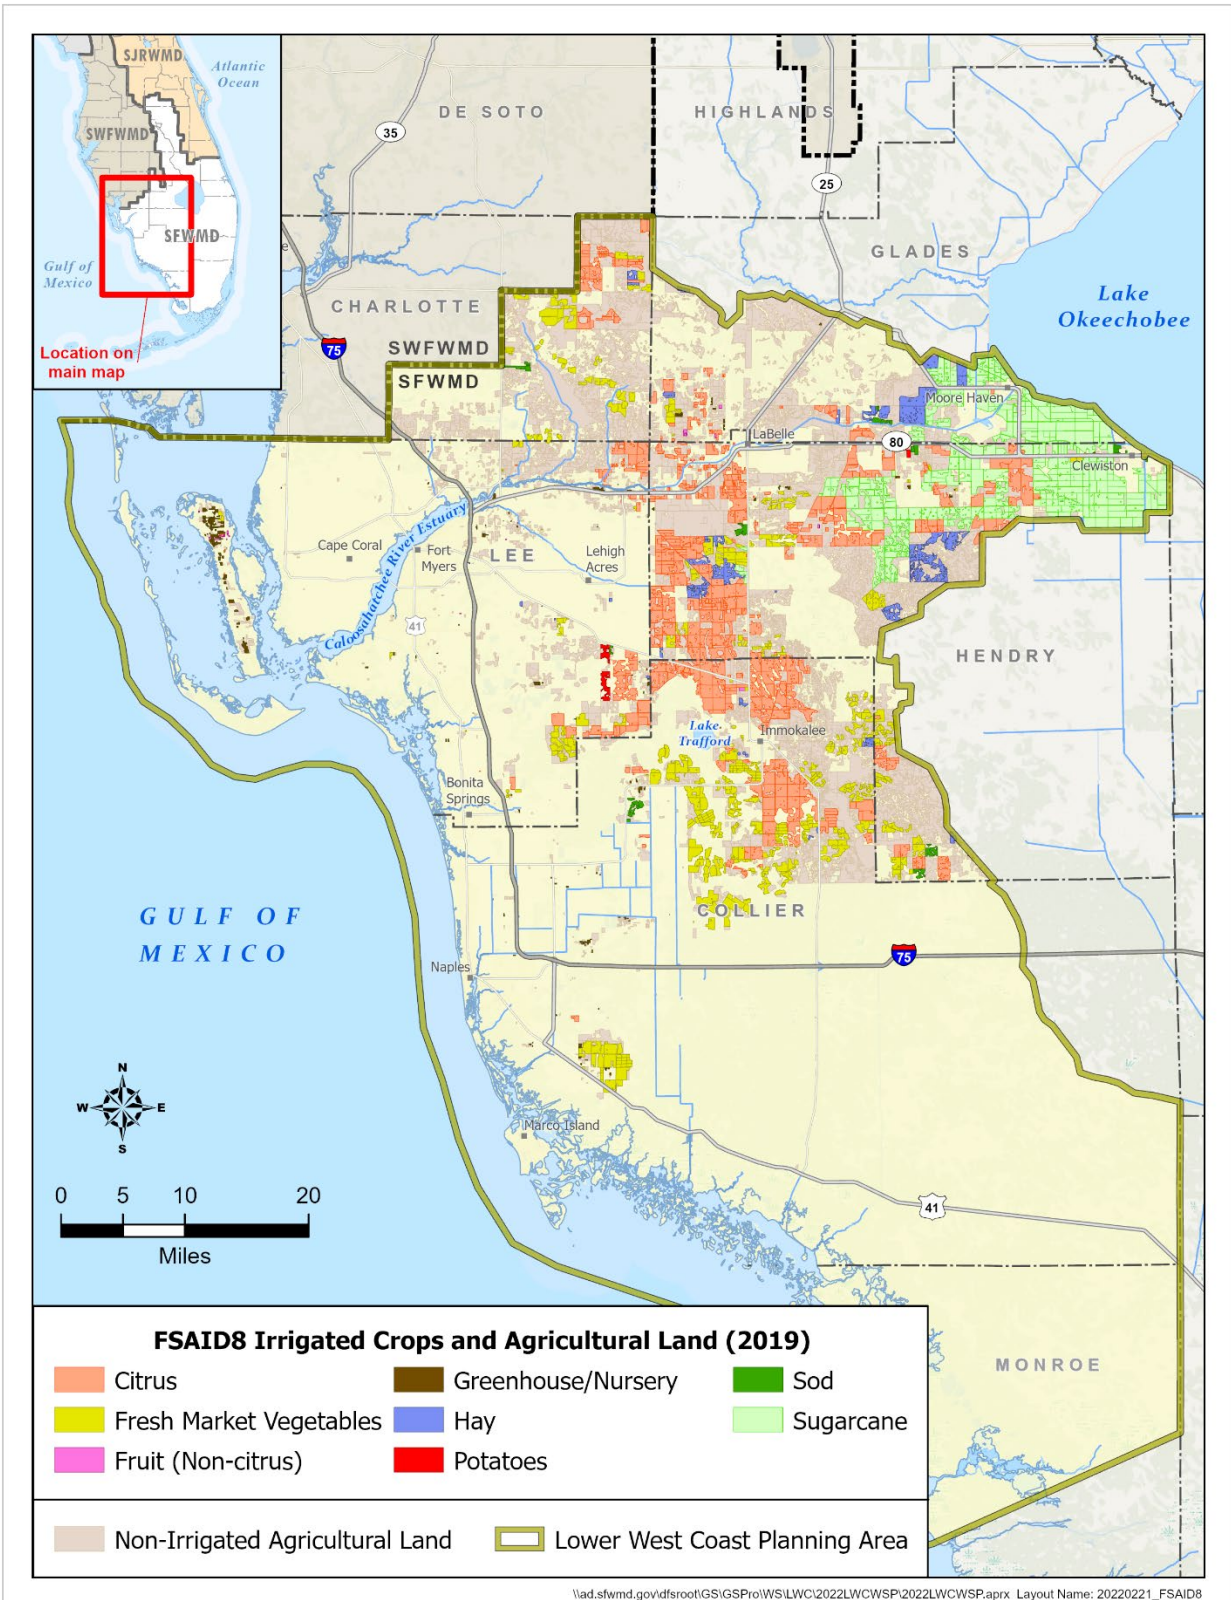 SJRWMD
Atlantic
Ocean
SWFWMD
SFWMD
Gulf of
Mexico
Location on
main map
DE SOTO
HIGHLANDS
35
25
GLADES
CHARLOTTE
Lake
Okeechobee
75
SWFWMD
SFWMD
Moore Haven
LaBelle
80
Clewiston
Caloosahatchee River Estuary
Cape Coral
Fort
Myers
LEE
Lehigh
Acres
41
HENDRY
Lake
Trafford
Immokalee
Bonita
Springs
COLLIER
GULF OF
MEXICO
Naples
75
N
W
E
S
Marco Island
0 5 10 20
Miles
41
MONROE
FSAID8 Irrigated Crops and Agricultural Land (2019)
Citrus
Greenhouse/Nursery
Sod
Fresh Market Vegetables
Hay
Sugarcane
Fruit (Non-citrus)
Potatoes
Non-Irrigated Agricultural Land
Lower West Coast Planning Area
\\ad.sfwmd.gov\dfsroot\GS\GSPro\WS\LWC\2022LWCWSP\2022LWCWSP.aprx Layout Name: 20220221_FSAID8